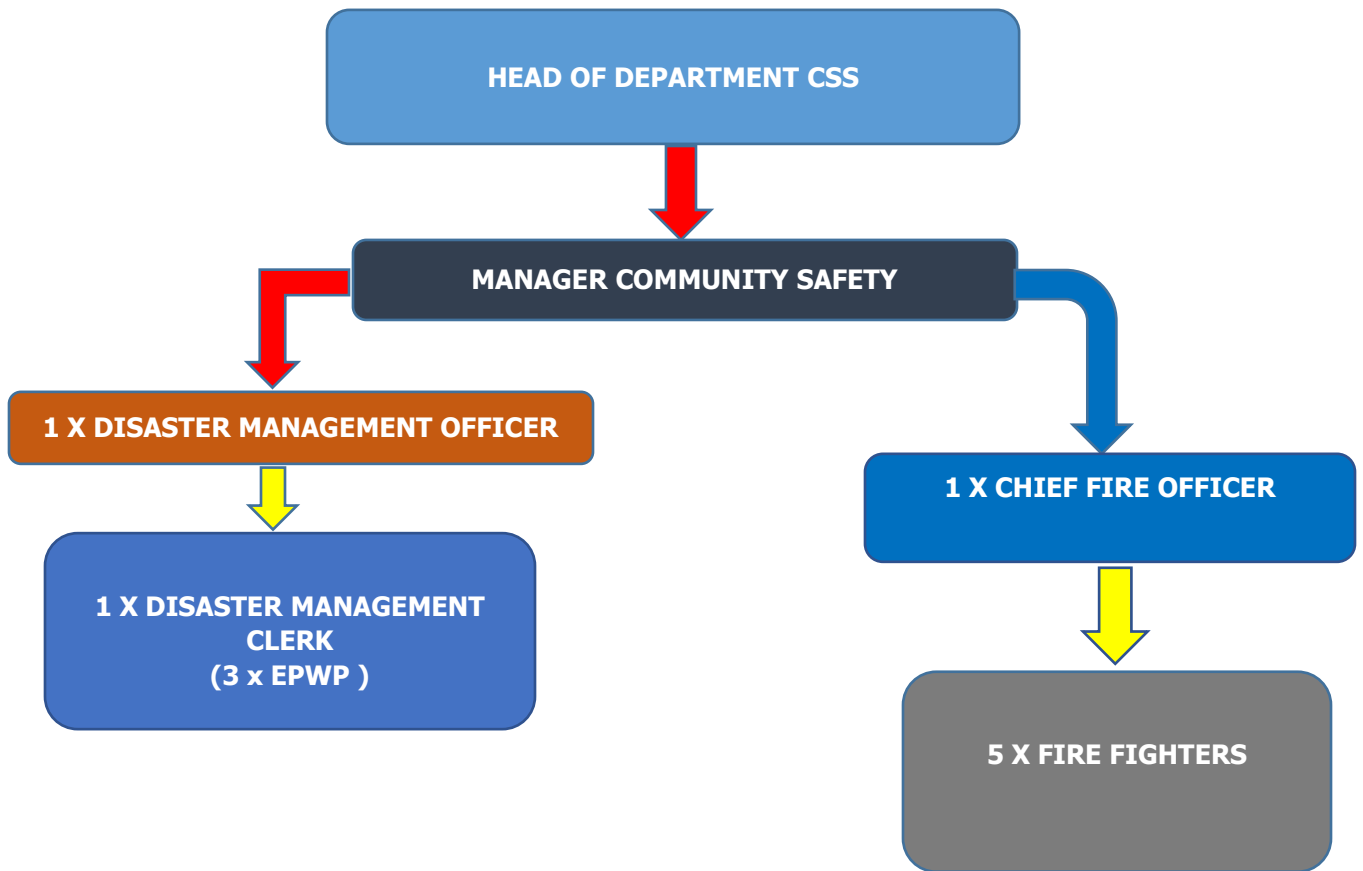 HEAD OF DEPARTMENT CSS
MANAGER COMMUNITY SAFETY
1 X DISASTER MANAGEMENT OFFICER
1 X DISASTER MANAGEMENT
CLERK
(3 x EPWP )
1 X CHIEF FIRE OFFICER
5 X FIRE FIGHTERS